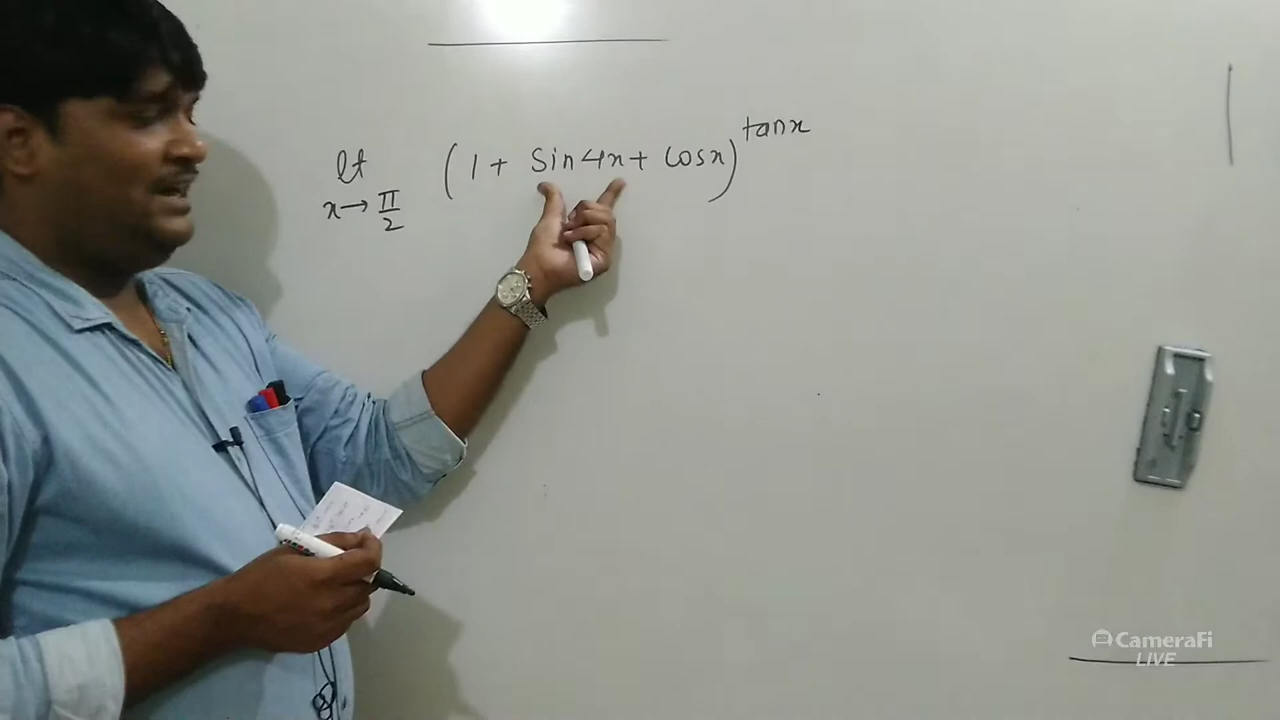 lt x→π/2 (1 + Sin4x + Cosx)^tanx
CameraFi
LIVE